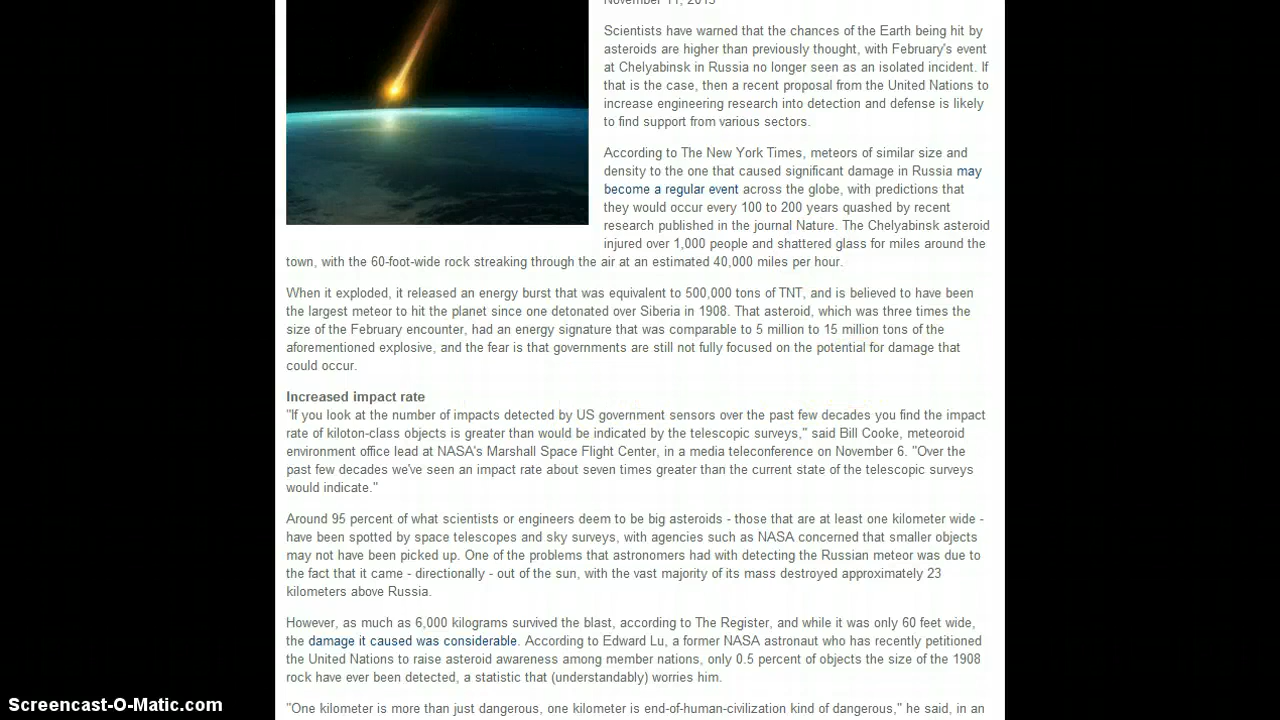 November 11, 2013
Scientists have warned that the chances of the Earth being hit by
asteroids are higher than previously thought, with February's event
at Chelyabinsk in Russia no longer seen as an isolated incident. If
that is the case, then a recent proposal from the United Nations to
increase engineering research into detection and defense is likely
to find support from various sectors.
According to The New York Times, meteors of similar size and
density to the one that caused significant damage in Russia may
become a regular event across the globe, with predictions that
they would occur every 100 to 200 years quashed by recent
research published in the journal Nature. The Chelyabinsk asteroid
injured over 1,000 people and shattered glass for miles around the
town, with the 60-foot-wide rock streaking through the air at an estimated 40,000 miles per hour.
When it exploded, it released an energy burst that was equivalent to 500,000 tons of TNT, and is believed to have been
the largest meteor to hit the planet since one detonated over Siberia in 1908. That asteroid, which was three times the
size of the February encounter, had an energy signature that was comparable to 5 million to 15 million tons of the
aforementioned explosive, and the fear is that governments are still not fully focused on the potential for damage that
could occur.
Increased impact rate
"If you look at the number of impacts detected by US government sensors over the past few decades you find the impact
rate of kiloton-class objects is greater than would be indicated by the telescopic surveys," said Bill Cooke, meteoroid
environment office lead at NASA's Marshall Space Flight Center, in a media teleconference on November 6. "Over the
past few decades we've seen an impact rate about seven times greater than the current state of the telescopic surveys
would indicate."
Around 95 percent of what scientists or engineers deem to be big asteroids - those that are at least one kilometer wide -
have been spotted by space telescopes and sky surveys, with agencies such as NASA concerned that smaller objects
may not have been picked up. One of the problems that astronomers had with detecting the Russian meteor was due to
the fact that it came - directionally - out of the sun, with the vast majority of its mass destroyed approximately 23
kilometers above Russia.
However, as much as 6,000 kilograms survived the blast, according to The Register, and while it was only 60 feet wide,
the damage it caused was considerable. According to Edward Lu, a former NASA astronaut who has recently petitioned
the United Nations to raise asteroid awareness among member nations, only 0.5 percent of objects the size of the 1908
rock have ever been detected, a statistic that (understandably) worries him.
"One kilometer is more than just dangerous, one kilometer is end-of-human-civilization kind of dangerous," he said, in an
Screencast-O-Matic.com